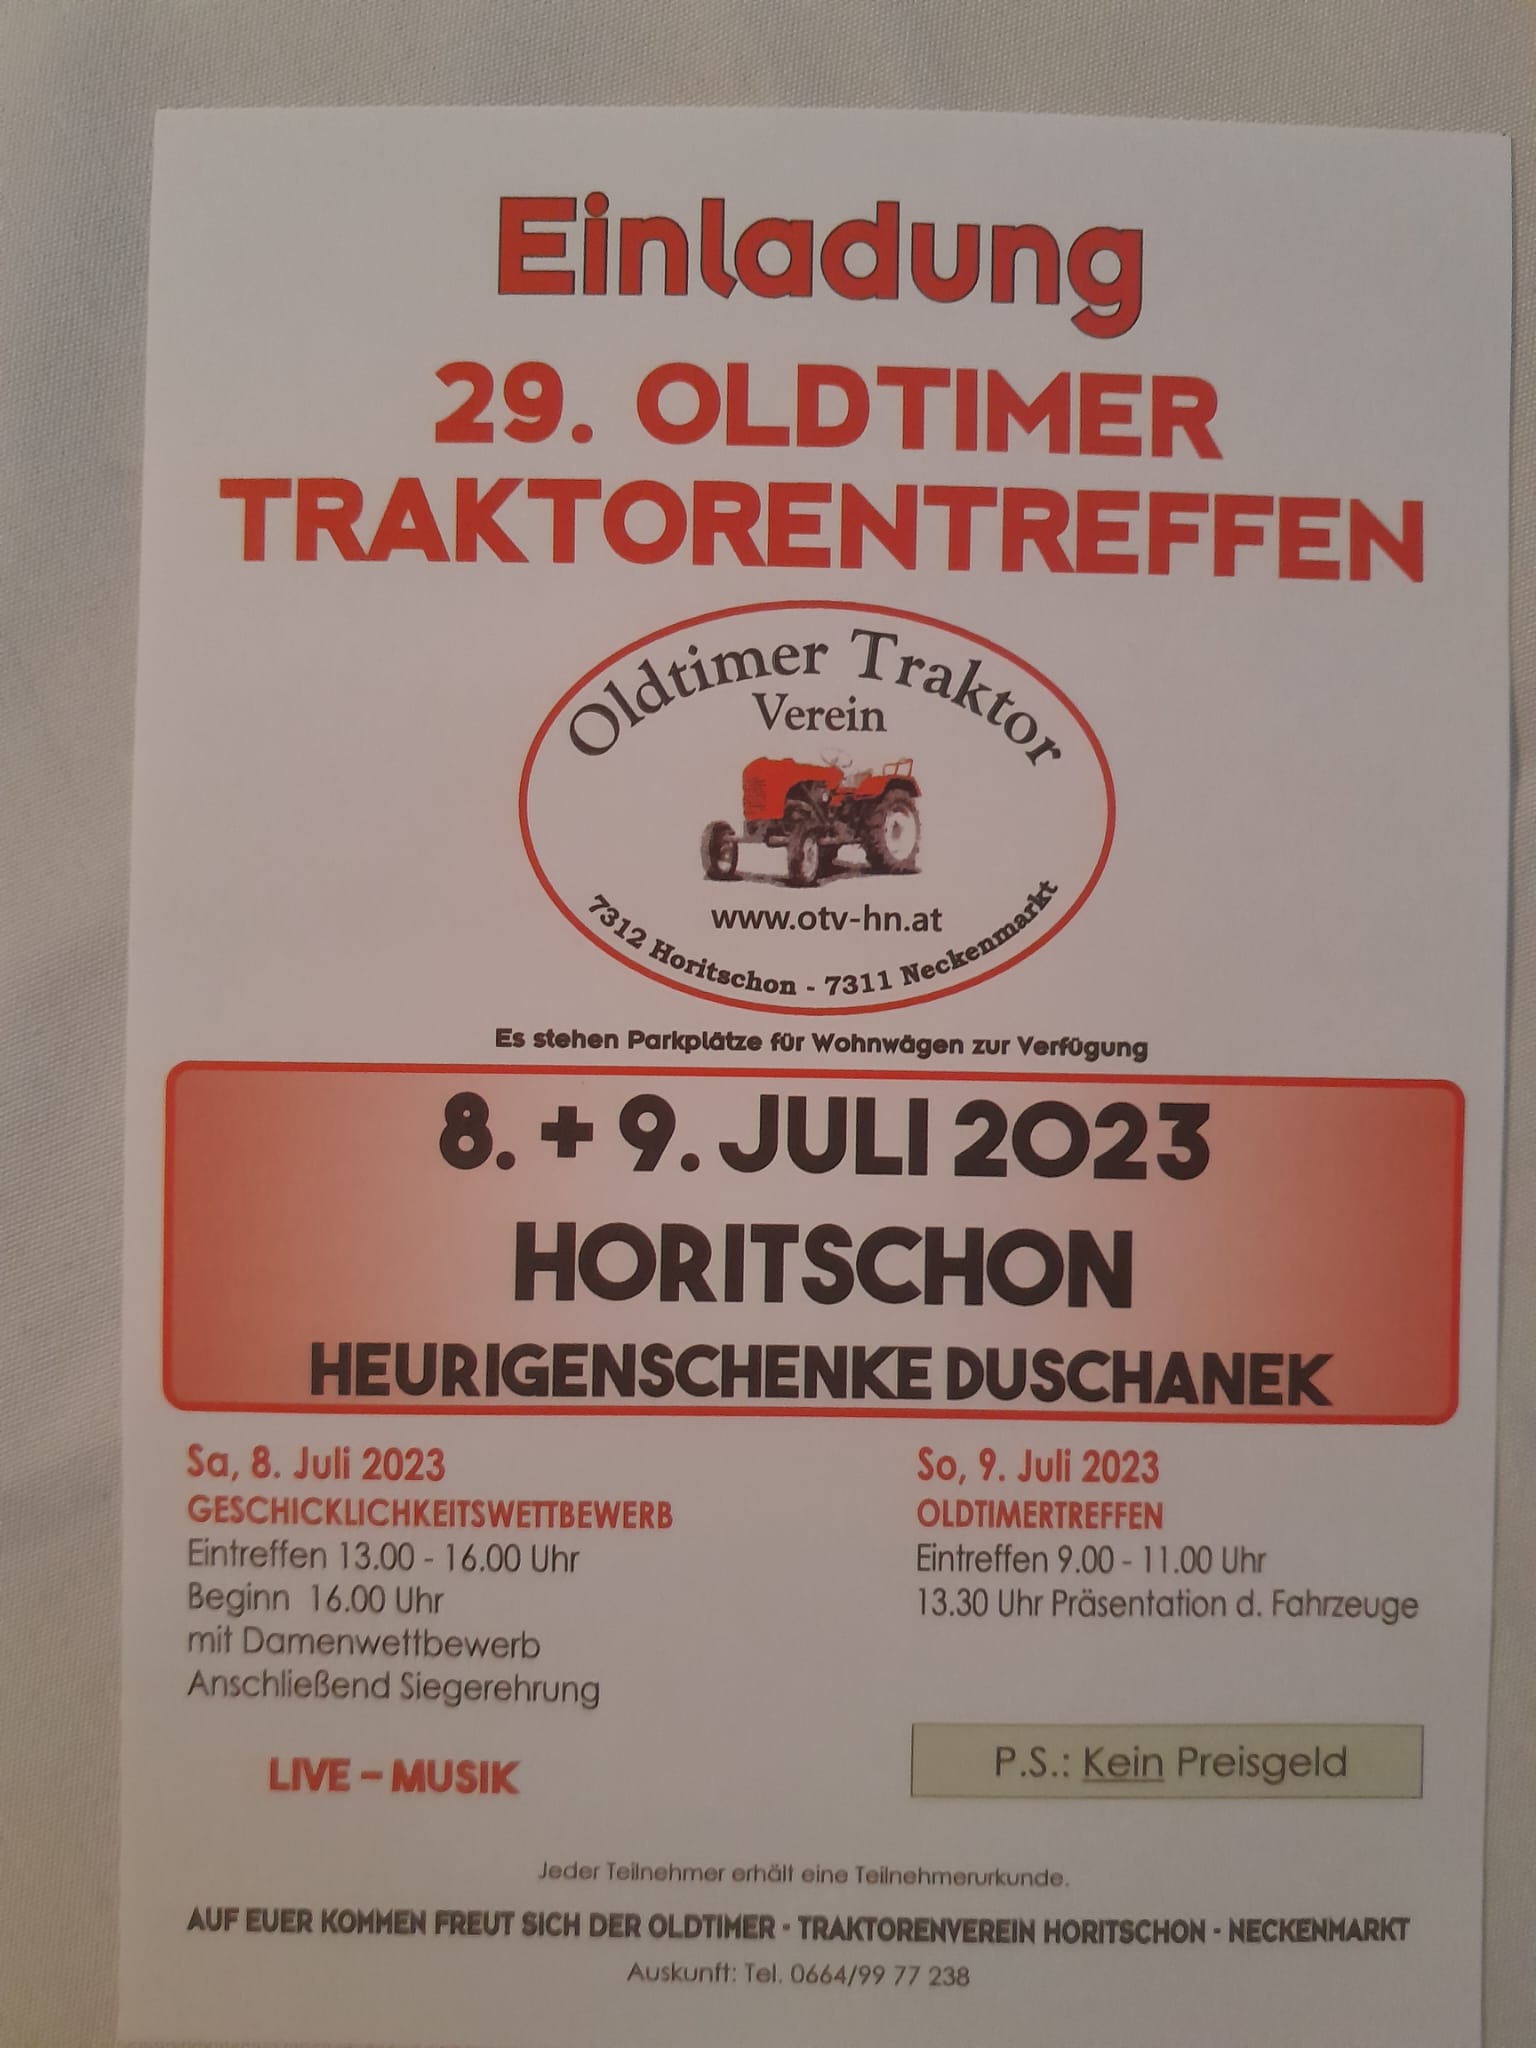 Einladung
29. OLDTIMER
TRAKTORENTREFFEN
Oldtimer Traktor
Verein
www.otv-hn.at
7312 Horitschon - 7311 Neckenmarkt
Es stehen Parkplätze für Wohnwägen zur Verfügung
8. + 9. JULI 2023
HORITSCHON
HEURIGENSCHENKE DUSCHANEK
Sa, 8. Juli 2023
GESCHICKLICHKEITSWETTBEWERB
Eintreffen 13.00 - 16.00 Uhr
Beginn 16.00 Uhr
mit Damenwettbewerb
Anschließend Siegerehrung
LIVE – MUSIK
So, 9. Juli 2023
OLDTIMERTREFFEN
Eintreffen 9.00 - 11.00 Uhr
13.30 Uhr Präsentation d. Fahrzeuge
P.S.: Kein Preisgeld
Jeder Teilnehmer erhält eine Teilnehmerurkunde.
AUF EUER KOMMEN FREUT SICH DER OLDTIMER - TRAKTORENVEREIN HORITSCHON - NECKENMARKT
Auskunft: Tel. 0664/99 77 238